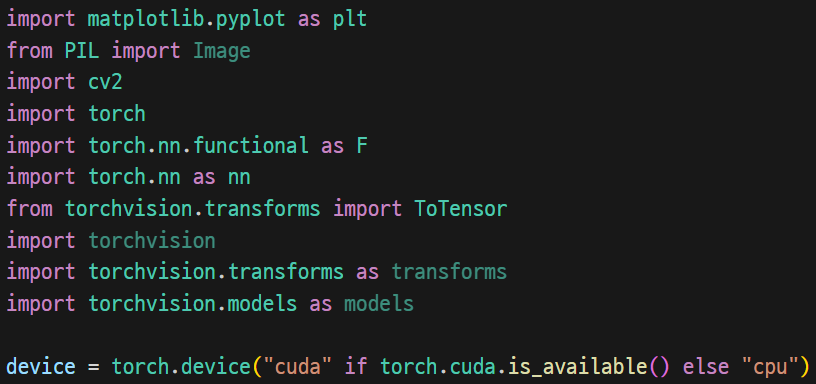 import matplotlib.pyplot as plt
from PIL import Image
import cv2
import torch
import torch.nn.functional as F
import torch.nn as nn
from torchvision.transforms import ToTensor
import torchvision
import torchvision.transforms as transforms
import torchvision.models as models
device = torch.device("cuda" if torch.cuda.is_available() else "cpu")